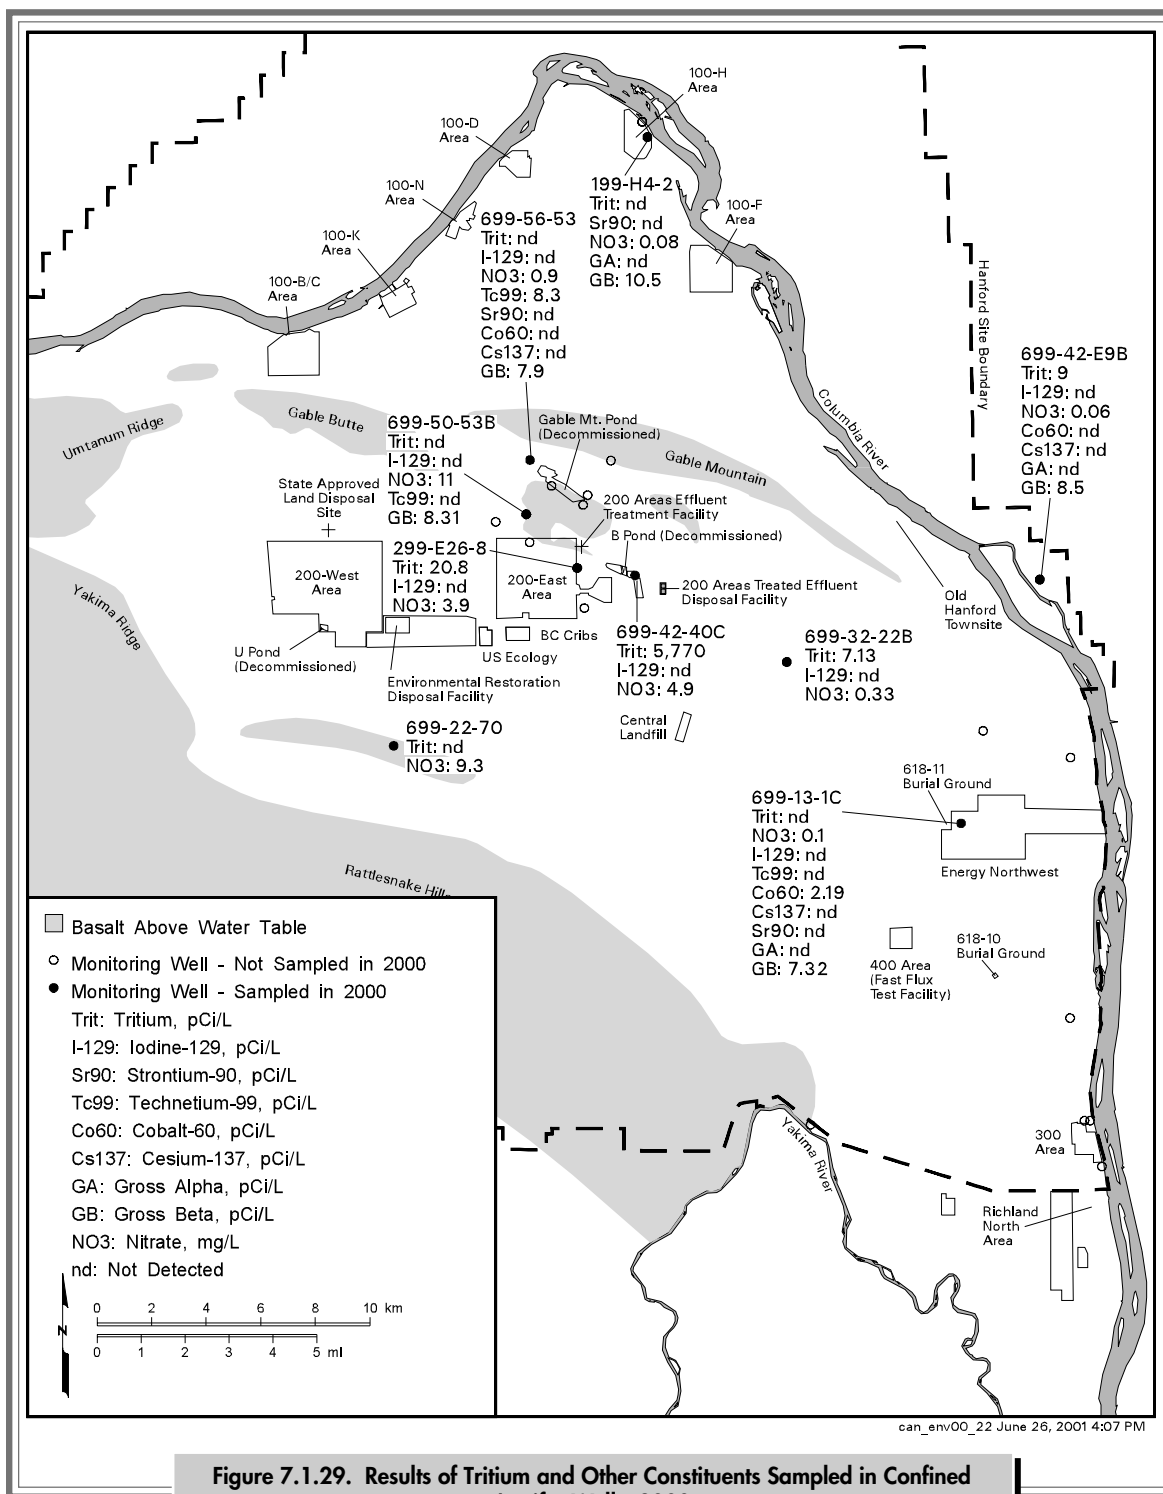 100-H
Area
100-D
Area
199-H4-2
Trit: nd
Sr90: nd
NO3: 0.08
GA: nd
GB: 10.5
100-N
Area
699-56-53
Trit: nd
I-129: nd
NO3: 0.9
Tc99: 8.3
Sr90: nd
Co60: nd
Cs137: nd
GB: 7.9
100-F
Area
100-K
Area
100-B/C
Area
Hanford Site Boundary
699-42-E9B
Trit: 9
I-129: nd
NO3: 0.06
Co60: nd
Cs137: nd
GA: nd
GB: 8.5
Columbia River
Umtanum Ridge
Gable Butte
699-50-53B
Trit: nd
I-129: nd
NO3: 11
Tc99: nd
GB: 8.31
Gable Mt. Pond
(Decommissioned)
Gable Mountain
State Approved
Land Disposal
Site
200 Areas Effluent
Treatment Facility
B Pond (Decommissioned)
299-E26-8
Trit: 20.8
I-129: nd
NO3: 3.9
200-West
Area
200-East
Area
200 Areas Treated Effluent
Disposal Facility
Old
Hanford
Townsite
Yakima Ridge
U Pond
(Decommissioned)
BC Cribs
US Ecology
699-42-40C
Trit: 5,770
I-129: nd
NO3: 4.9
699-32-22B
Trit: 7.13
I-129: nd
NO3: 0.33
Environmental Restoration
Disposal Facility
699-22-70
Trit: nd
NO3: 9.3
Central
Landfill
618-11
Burial Ground
699-13-1C
Trit: nd
NO3: 0.1
I-129: nd
Tc99: nd
Co60: 2.19
Cs137: nd
Sr90: nd
GA: nd
GB: 7.32
Energy Northwest
Rattlesnake Hills
400 Area
(Fast Flux
Test Facility)
618-10
Burial Ground
Basalt Above Water Table
Monitoring Well - Not Sampled in 2000
Monitoring Well - Sampled in 2000
Trit: Tritium, pCi/L
I-129: Iodine-129, pCi/L
Sr90: Strontium-90, pCi/L
Tc99: Technetium-99, pCi/L
Co60: Cobalt-60, pCi/L
Cs137: Cesium-137, pCi/L
GA: Gross Alpha, pCi/L
GB: Gross Beta, pCi/L
NO3: Nitrate, mg/L
nd: Not Detected
N
0 2 4 6 8 10 km
0 1 2 3 4 5 mi
Yakima River
300
Area
Richland
North
Area
can_env00_22 June 26, 2001 4:07 PM
Figure 7.1.29. Results of Tritium and Other Constituents Sampled in Confined